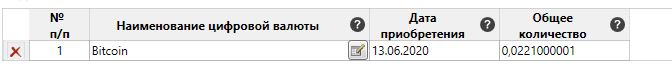 № п/п Наименование цифровой валюты ? Дата приобретения ? Общее количество ?
1 Bitcoin 13.06.2020 0,0221000001